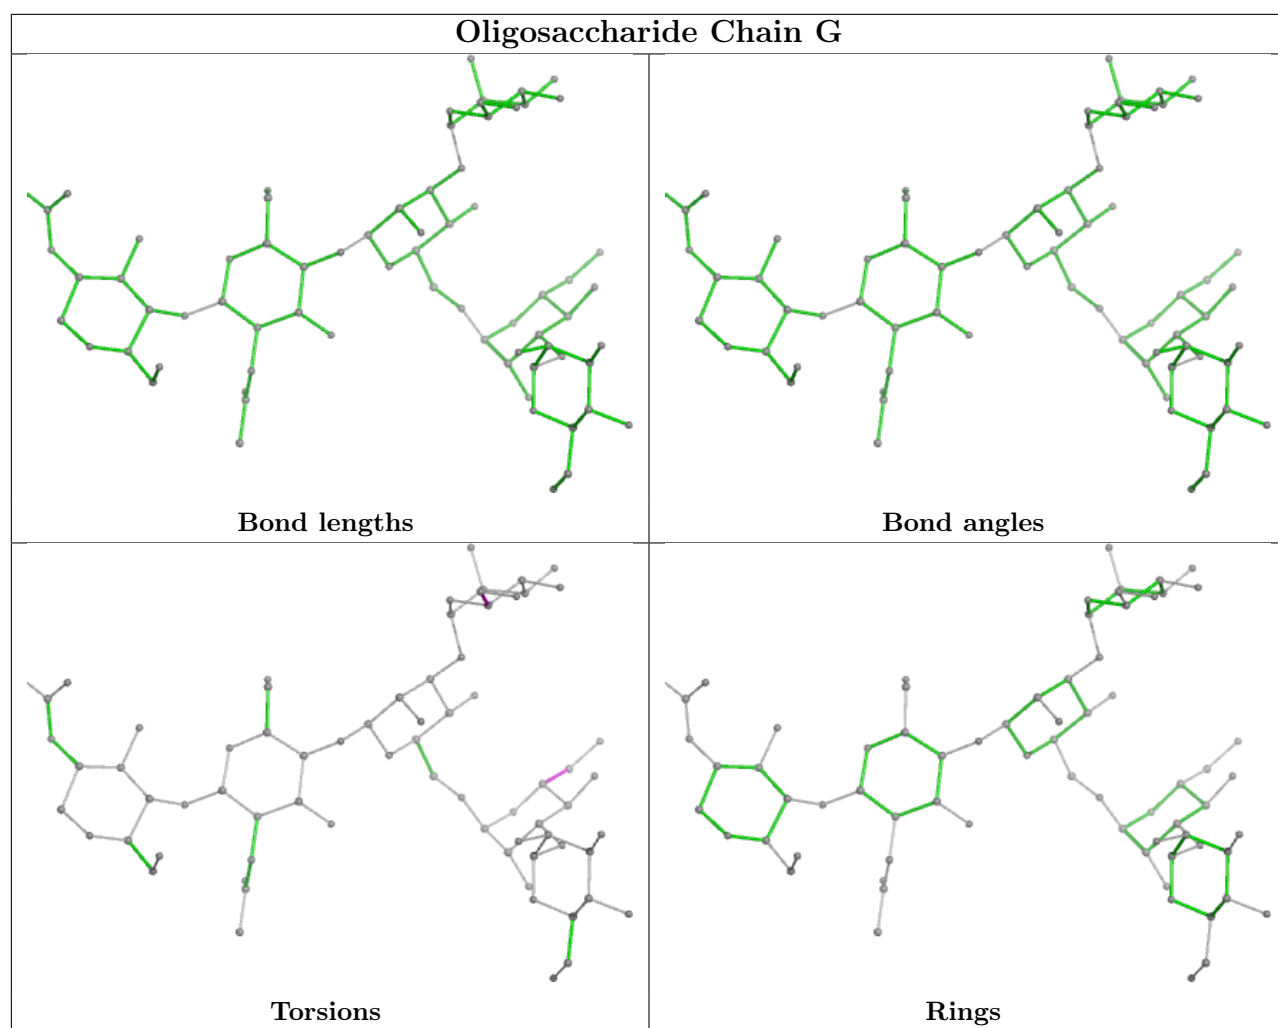 Oligosaccharide Chain G
Bond lengths
Bond angles
Torsions
Rings